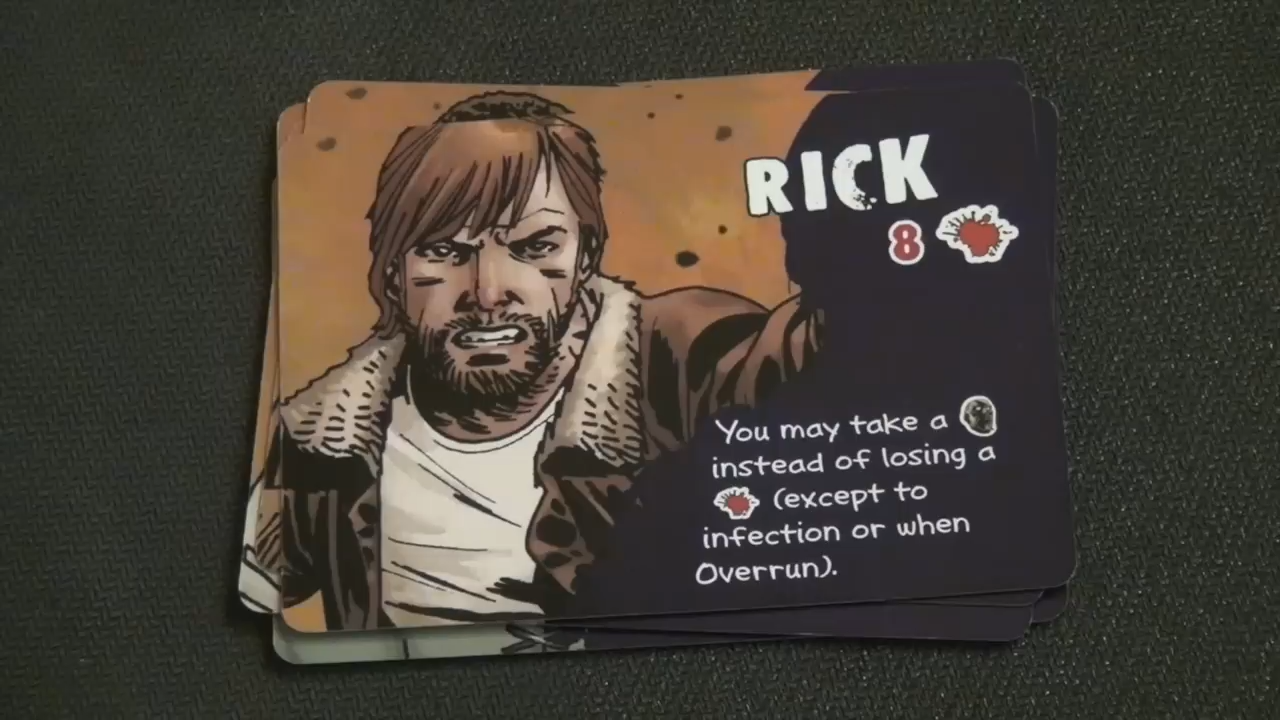 RICK
8
You may take a
instead of losing a
(except to
infection or when
Overrun).